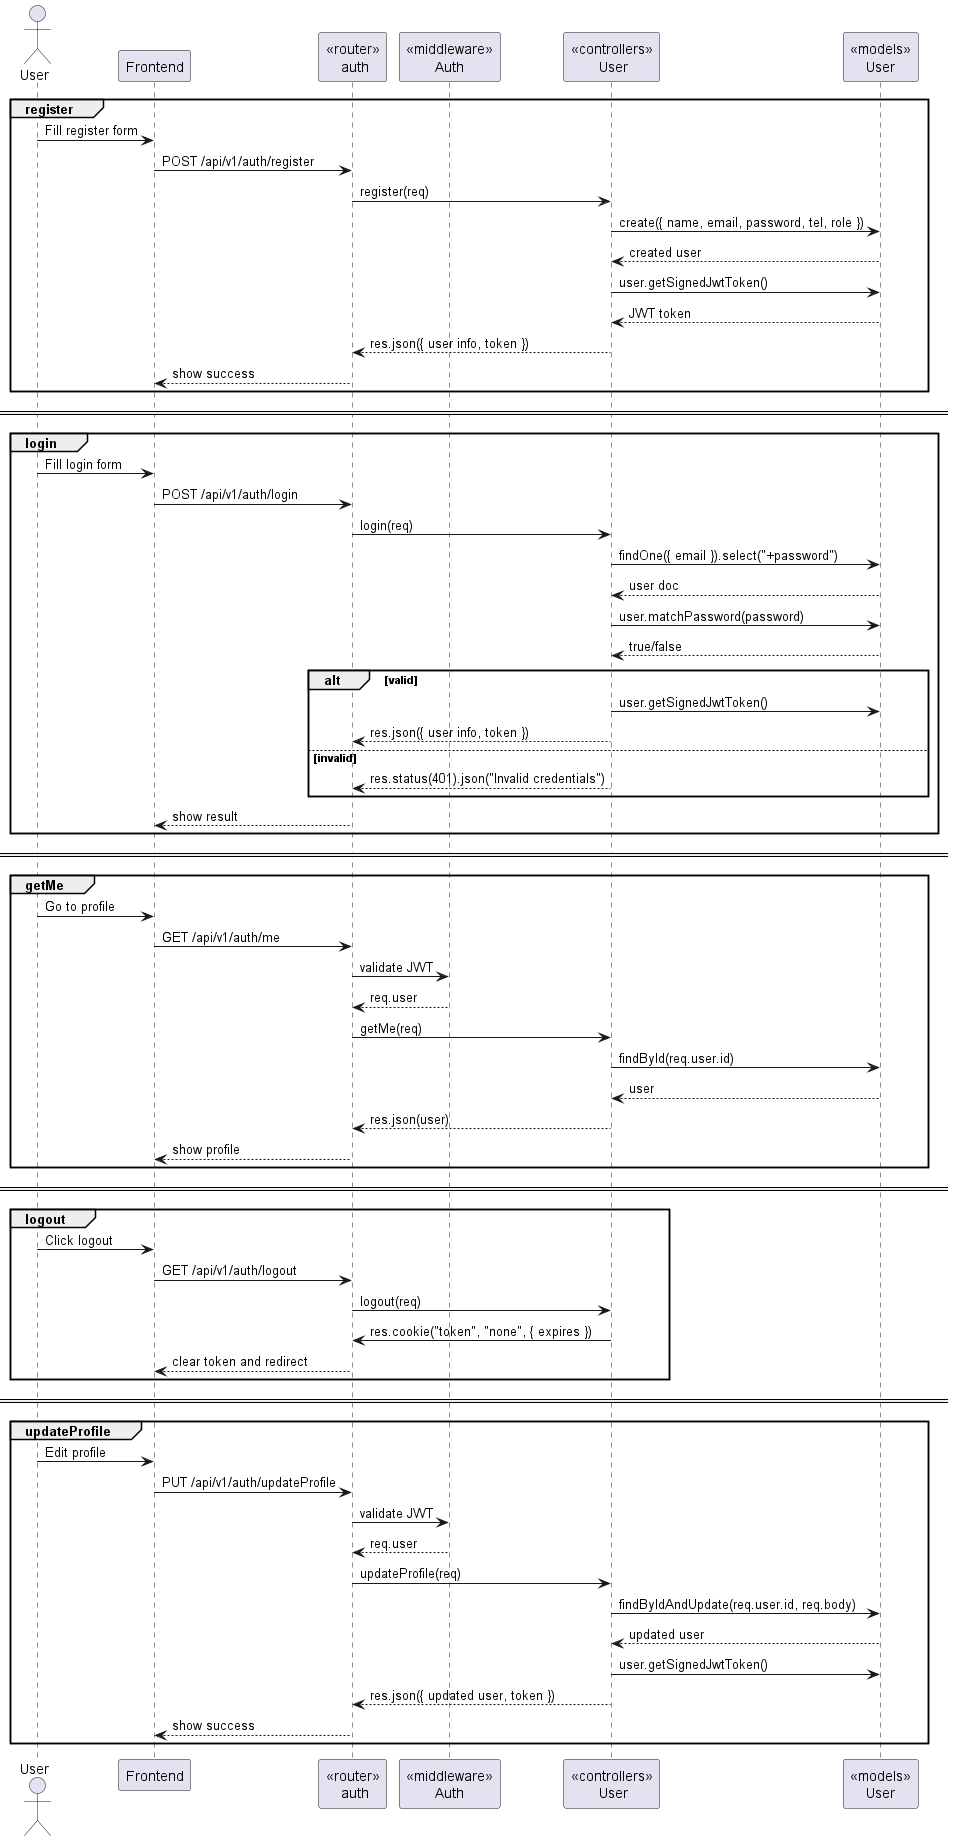 User
Frontend
«router»
auth
«middleware»
Auth
«controllers»
User
«models»
User
register
Fill register form
POST /api/v1/auth/register
register(req)
create({ name, email, password, tel, role })
created user
user.getSignedJwtToken()
JWT token
res.json({ user info, token })
show success
login
Fill login form
POST /api/v1/auth/login
login(req)
findOne({ email }).select("+password")
user doc
user.matchPassword(password)
true/false
alt [valid]
user.getSignedJwtToken()
res.json({ user info, token })
[invalid]
res.status(401).json("Invalid credentials")
show result
getMe
Go to profile
GET /api/v1/auth/me
validate JWT
req.user
getMe(req)
findById(req.user.id)
user
res.json(user)
show profile
logout
Click logout
GET /api/v1/auth/logout
logout(req)
res.cookie("token", "none", { expires })
clear token and redirect
updateProfile
Edit profile
PUT /api/v1/auth/updateProfile
validate JWT
req.user
updateProfile(req)
findByIdAndUpdate(req.user.id, req.body)
updated user
user.getSignedJwtToken()
res.json({ updated user, token })
show success
User
Frontend
«router»
auth
«middleware»
Auth
«controllers»
User
«models»
User